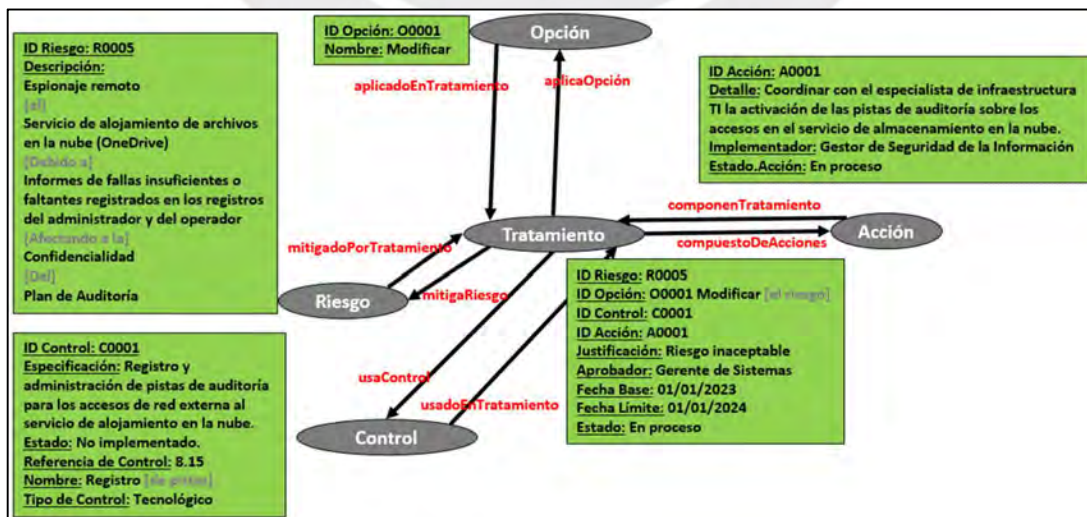 ID Opción: O0001
Nombre: Modificar
Opción
ID Riesgo: R0005
Descripción:
Espionaje remoto
[al]
Servicio de alojamiento de archivos
en la nube (OneDrive)
[Debido a]
Informes de fallas insuficientes o
faltantes registrados en los registros
del administrador y del operador
[Afectando a la]
Confidencialidad
[Del]
Plan de Auditoría
aplicadoEnTratamiento
aplicaOpción
ID Acción: A0001
Detalle: Coordinar con el especialista de infraestructura
TI la activación de las pistas de auditoría sobre los
accesos en el servicio de almacenamiento en la nube.
Implementador: Gestor de Seguridad de la Información
Estado.Acción: En proceso
componenTratamiento
Tratamiento
Acción
compuestoDeAcciones
mitigadoPorTratamiento
Riesgo
mitigaRiesgo
ID Riesgo: R0005
ID Opción: O0001 Modificar [el riesgo]
ID Control: C0001
ID Acción: A0001
Justificación: Riesgo inaceptable
Aprobador: Gerente de Sistemas
Fecha Base: 01/01/2023
Fecha Límite: 01/01/2024
Estado: En proceso
ID Control: C0001
Especificación: Registro y
administración de pistas de auditoría
para los accesos de red externa al
servicio de alojamiento en la nube.
Estado: No implementado.
Referencia de Control: 8.15
Nombre: Registro [de pistas]
Tipo de Control: Tecnológico
usaControl
usadoEnTratamiento
Control